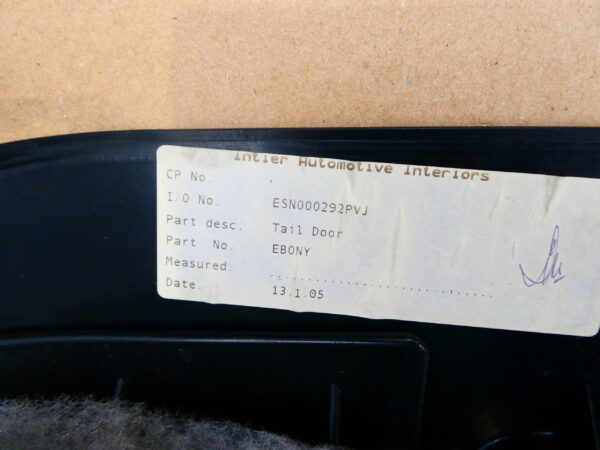 Intier Automotive Interiors
CP No.
I/O No. ESN000292PVJ
Part desc. Tail Door
Part No. EBONY
Measured. ............................
Date. 13.1.05